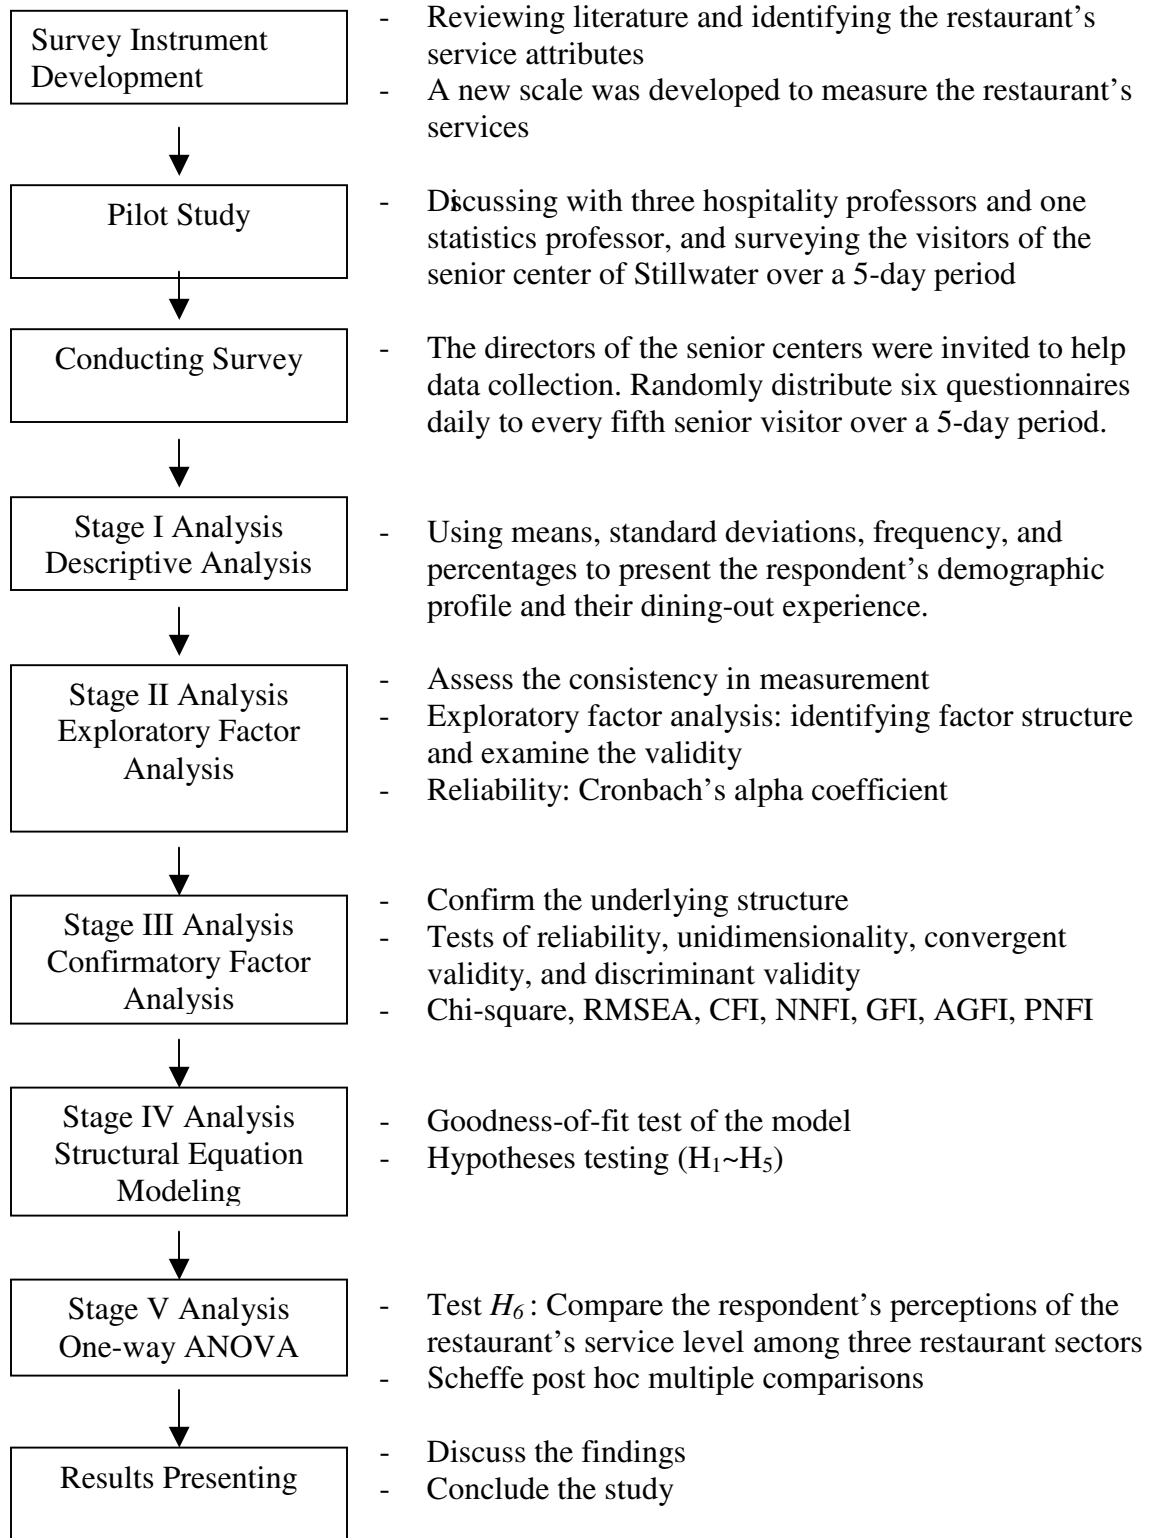 Survey Instrument
Development
- Reviewing literature and identifying the restaurant’s
service attributes
- A new scale was developed to measure the restaurant’s
services
Pilot Study
- Discussing with three hospitality professors and one
statistics professor, and surveying the visitors of the
senior center of Stillwater over a 5-day period
Conducting Survey
- The directors of the senior centers were invited to help
data collection. Randomly distribute six questionnaires
daily to every fifth senior visitor over a 5-day period.
Stage I Analysis
Descriptive Analysis
- Using means, standard deviations, frequency, and
percentages to present the respondent’s demographic
profile and their dining-out experience.
Stage II Analysis
Exploratory Factor
Analysis
- Assess the consistency in measurement
- Exploratory factor analysis: identifying factor structure
and examine the validity
- Reliability: Cronbach’s alpha coefficient
Stage III Analysis
Confirmatory Factor
Analysis
- Confirm the underlying structure
- Tests of reliability, unidimensionality, convergent
validity, and discriminant validity
- Chi-square, RMSEA, CFI, NNFI, GFI, AGFI, PNFI
Stage IV Analysis
Structural Equation
Modeling
- Goodness-of-fit test of the model
- Hypotheses testing (H₁~H₅)
Stage V Analysis
One-way ANOVA
- Test H₆ : Compare the respondent’s perceptions of the
restaurant’s service level among three restaurant sectors
- Scheffe post hoc multiple comparisons
Results Presenting
- Discuss the findings
- Conclude the study